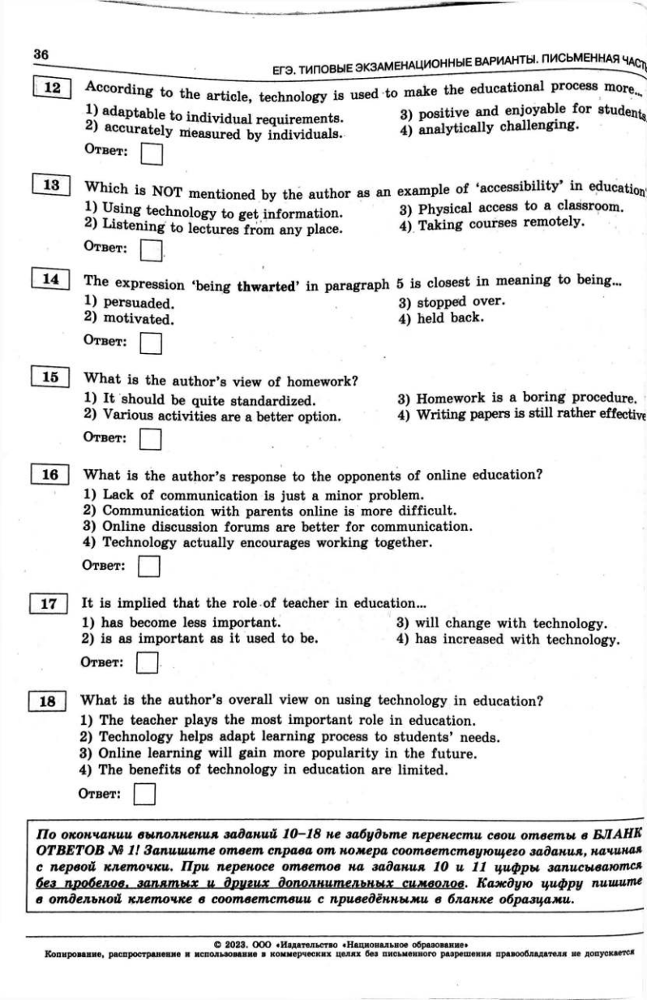 36
ЕГЭ. ТИПОВЫЕ ЭКЗАМЕНАЦИОННЫЕ ВАРИАНТЫ. ПИСЬМЕННАЯ ЧАСТЬ
12 According to the article, technology is used to make the educational process more...
1) adaptable to individual requirements. 3) positive and enjoyable for students.
2) accurately measured by individuals. 4) analytically challenging.
Ответ:
13 Which is NOT mentioned by the author as an example of ‘accessibility’ in education
1) Using technology to get information. 3) Physical access to a classroom.
2) Listening to lectures from any place. 4) Taking courses remotely.
Ответ:
14 The expression ‘being thwarted’ in paragraph 5 is closest in meaning to being...
1) persuaded. 3) stopped over.
2) motivated. 4) held back.
Ответ:
15 What is the author’s view of homework?
1) It should be quite standardized. 3) Homework is a boring procedure.
2) Various activities are a better option. 4) Writing papers is still rather effective
Ответ:
16 What is the author’s response to the opponents of online education?
1) Lack of communication is just a minor problem.
2) Communication with parents online is more difficult.
3) Online discussion forums are better for communication.
4) Technology actually encourages working together.
Ответ:
17 It is implied that the role of teacher in education...
1) has become less important. 3) will change with technology.
2) is as important as it used to be. 4) has increased with technology.
Ответ:
18 What is the author’s overall view on using technology in education?
1) The teacher plays the most important role in education.
2) Technology helps adapt learning process to students’ needs.
3) Online learning will gain more popularity in the future.
4) The benefits of technology in education are limited.
Ответ:
По окончании выполнения заданий 10–18 не забудьте перенести свои ответы в БЛАНК
ОТВЕТОВ № 1! Запишите ответ справа от номера соответствующего задания, начиная
с первой клеточки. При переносе ответов на задания 10 и 11 цифры записываются
без пробелов, запятых и других дополнительных символов. Каждую цифру пишите
в отдельной клеточке в соответствии с приведёнными в бланке образцами.
© 2023. ООО «Издательство «Национальное образование»
Копирование, распространение и использование в коммерческих целях без письменного разрешения правообладателя не допускается